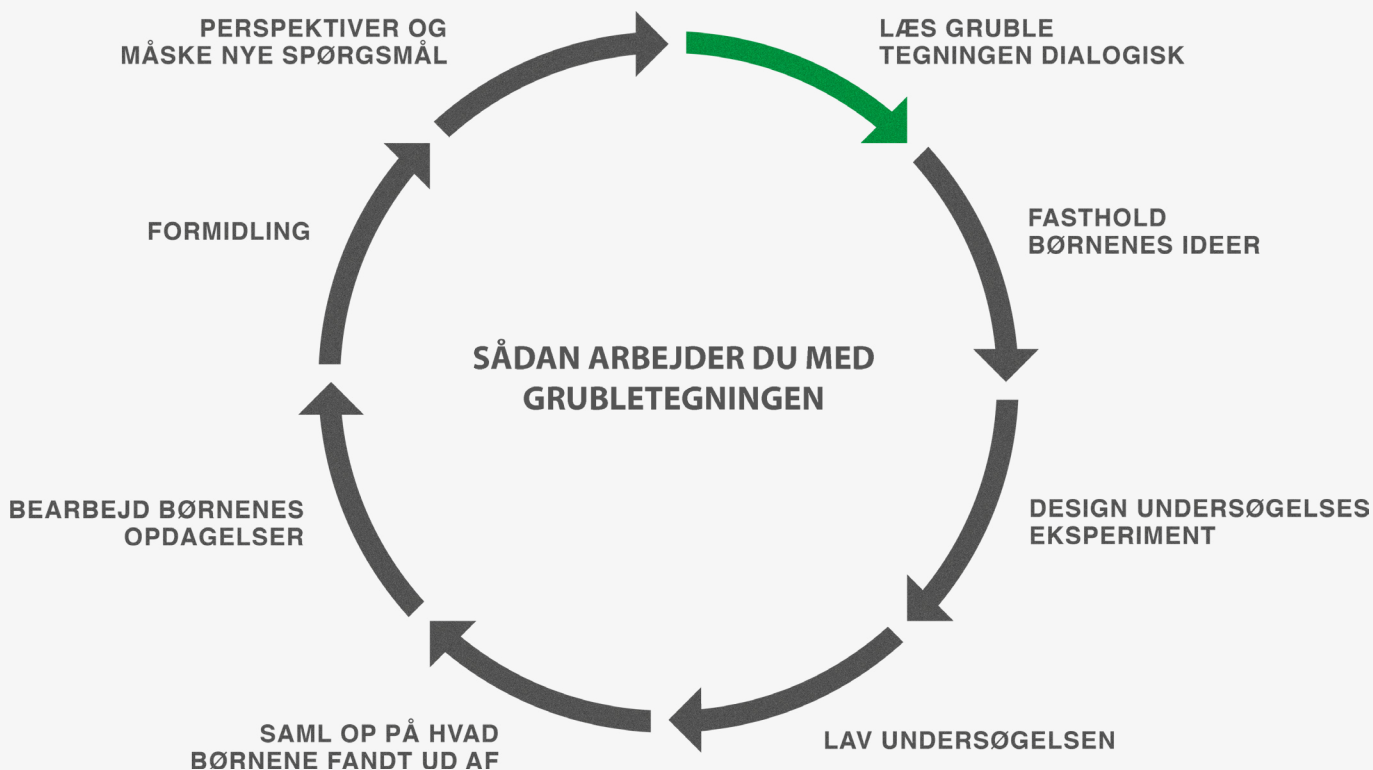 PERSPEKTIVER OG
MÅSKE NYE SPØRGSMÅL
LÆS GRUBLE
TEGNINGEN DIALOGISK
FORMIDLING
FASTHOLD
BØRNENES IDEER
SÅDAN ARBEJDER DU MED
GRUBLETEGNINGEN
BEARBEJD BØRNENES
OPDAGELSER
DESIGN UNDERSØGELSES
EKSPERIMENT
SAML OP PÅ HVAD
BØRNENE FANDT UD AF
LAV UNDERSØGELSEN